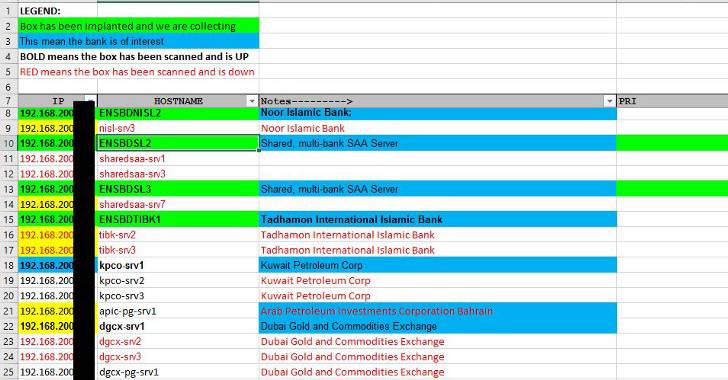 1 LEGEND:
2 Box has been implanted and we are collecting
3 This mean the bank is of interest
4 BOLD means the box has been scanned and is UP
5 RED means the box has been scanned and is down
6
7 IP HOSTNAME Notes---------> PRI
8 192.168.200 ENSBDNISL2 Noor Islamic Bank;
9 192.168.200 nisl-srv3 Noor Islamic Bank
10 192.168.200 ENSBDSL2 Shared, multi-bank SAA Server
11 192.168.200 sharedsaa-srv1
12 192.168.200 sharedsaa-srv3
13 192.168.200 ENSBDSL3 Shared, multi-bank SAA Server
14 192.168.200 sharedsaa-srv7
15 192.168.200 ENSBDTIBK1 Tadhamon International Islamic Bank
16 192.168.200 tibk-srv2 Tadhamon International Islamic Bank
17 192.168.200 tibk-srv3 Tadhamon International Islamic Bank
18 192.168.200 kpco-srv1 Kuwait Petroleum Corp
19 192.168.200 kpco-srv2 Kuwait Petroleum Corp
20 192.168.200 kpco-srv3 Kuwait Petroleum Corp
21 192.168.200 apic-pg-srv1 Arab Petroleum Investments Corporation Bahrain
22 192.168.200 dgcx-srv1 Dubai Gold and Commodities Exchange
23 192.168.200 dgcx-srv2 Dubai Gold and Commodities Exchange
24 192.168.200 dgcx-srv3 Dubai Gold and Commodities Exchange
25 192.168.200 dgcx-pg-srv1 Dubai Gold and Commodities Exchange